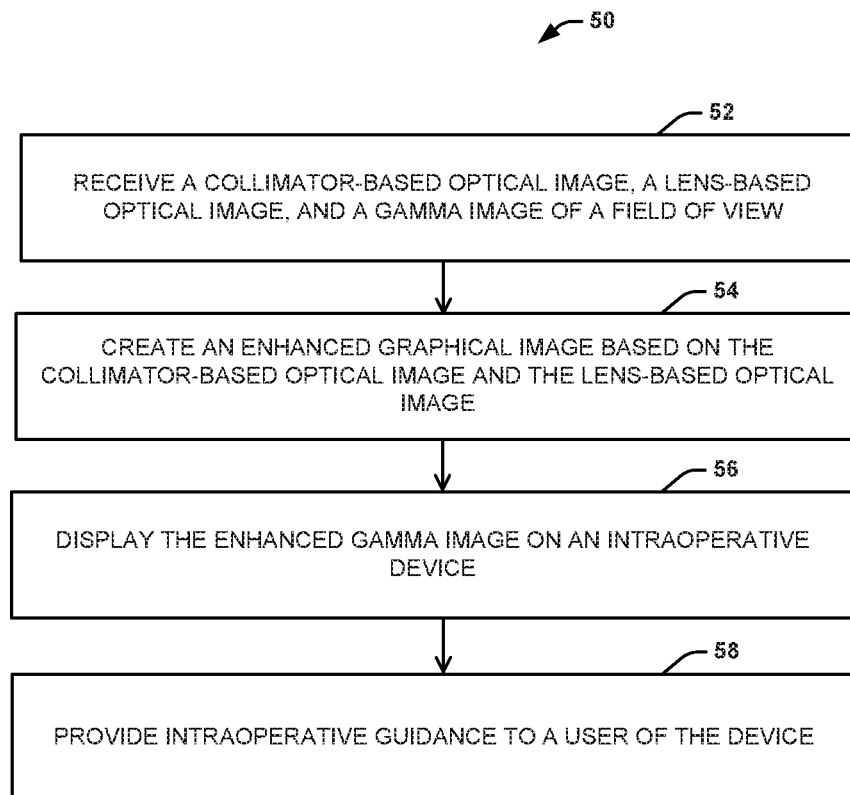 50
52
RECEIVE A COLLIMATOR-BASED OPTICAL IMAGE, A LENS-BASED
OPTICAL IMAGE, AND A GAMMA IMAGE OF A FIELD OF VIEW
54
CREATE AN ENHANCED GRAPHICAL IMAGE BASED ON THE
COLLIMATOR-BASED OPTICAL IMAGE AND THE LENS-BASED OPTICAL
IMAGE
56
DISPLAY THE ENHANCED GAMMA IMAGE ON AN INTRAOPERATIVE
DEVICE
58
PROVIDE INTRAOPERATIVE GUIDANCE TO A USER OF THE DEVICE